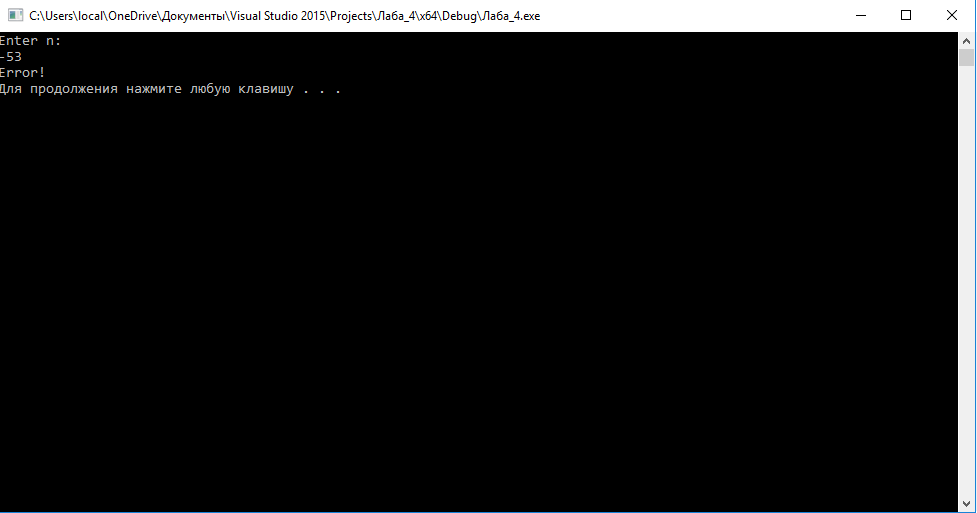 C:\Users\local\OneDrive\Документы\Visual Studio 2015\Projects\Лаба_4\x64\Debug\Лаба_4.exe
Enter n:
-53
Error!
Для продолжения нажмите любую клавишу . . .